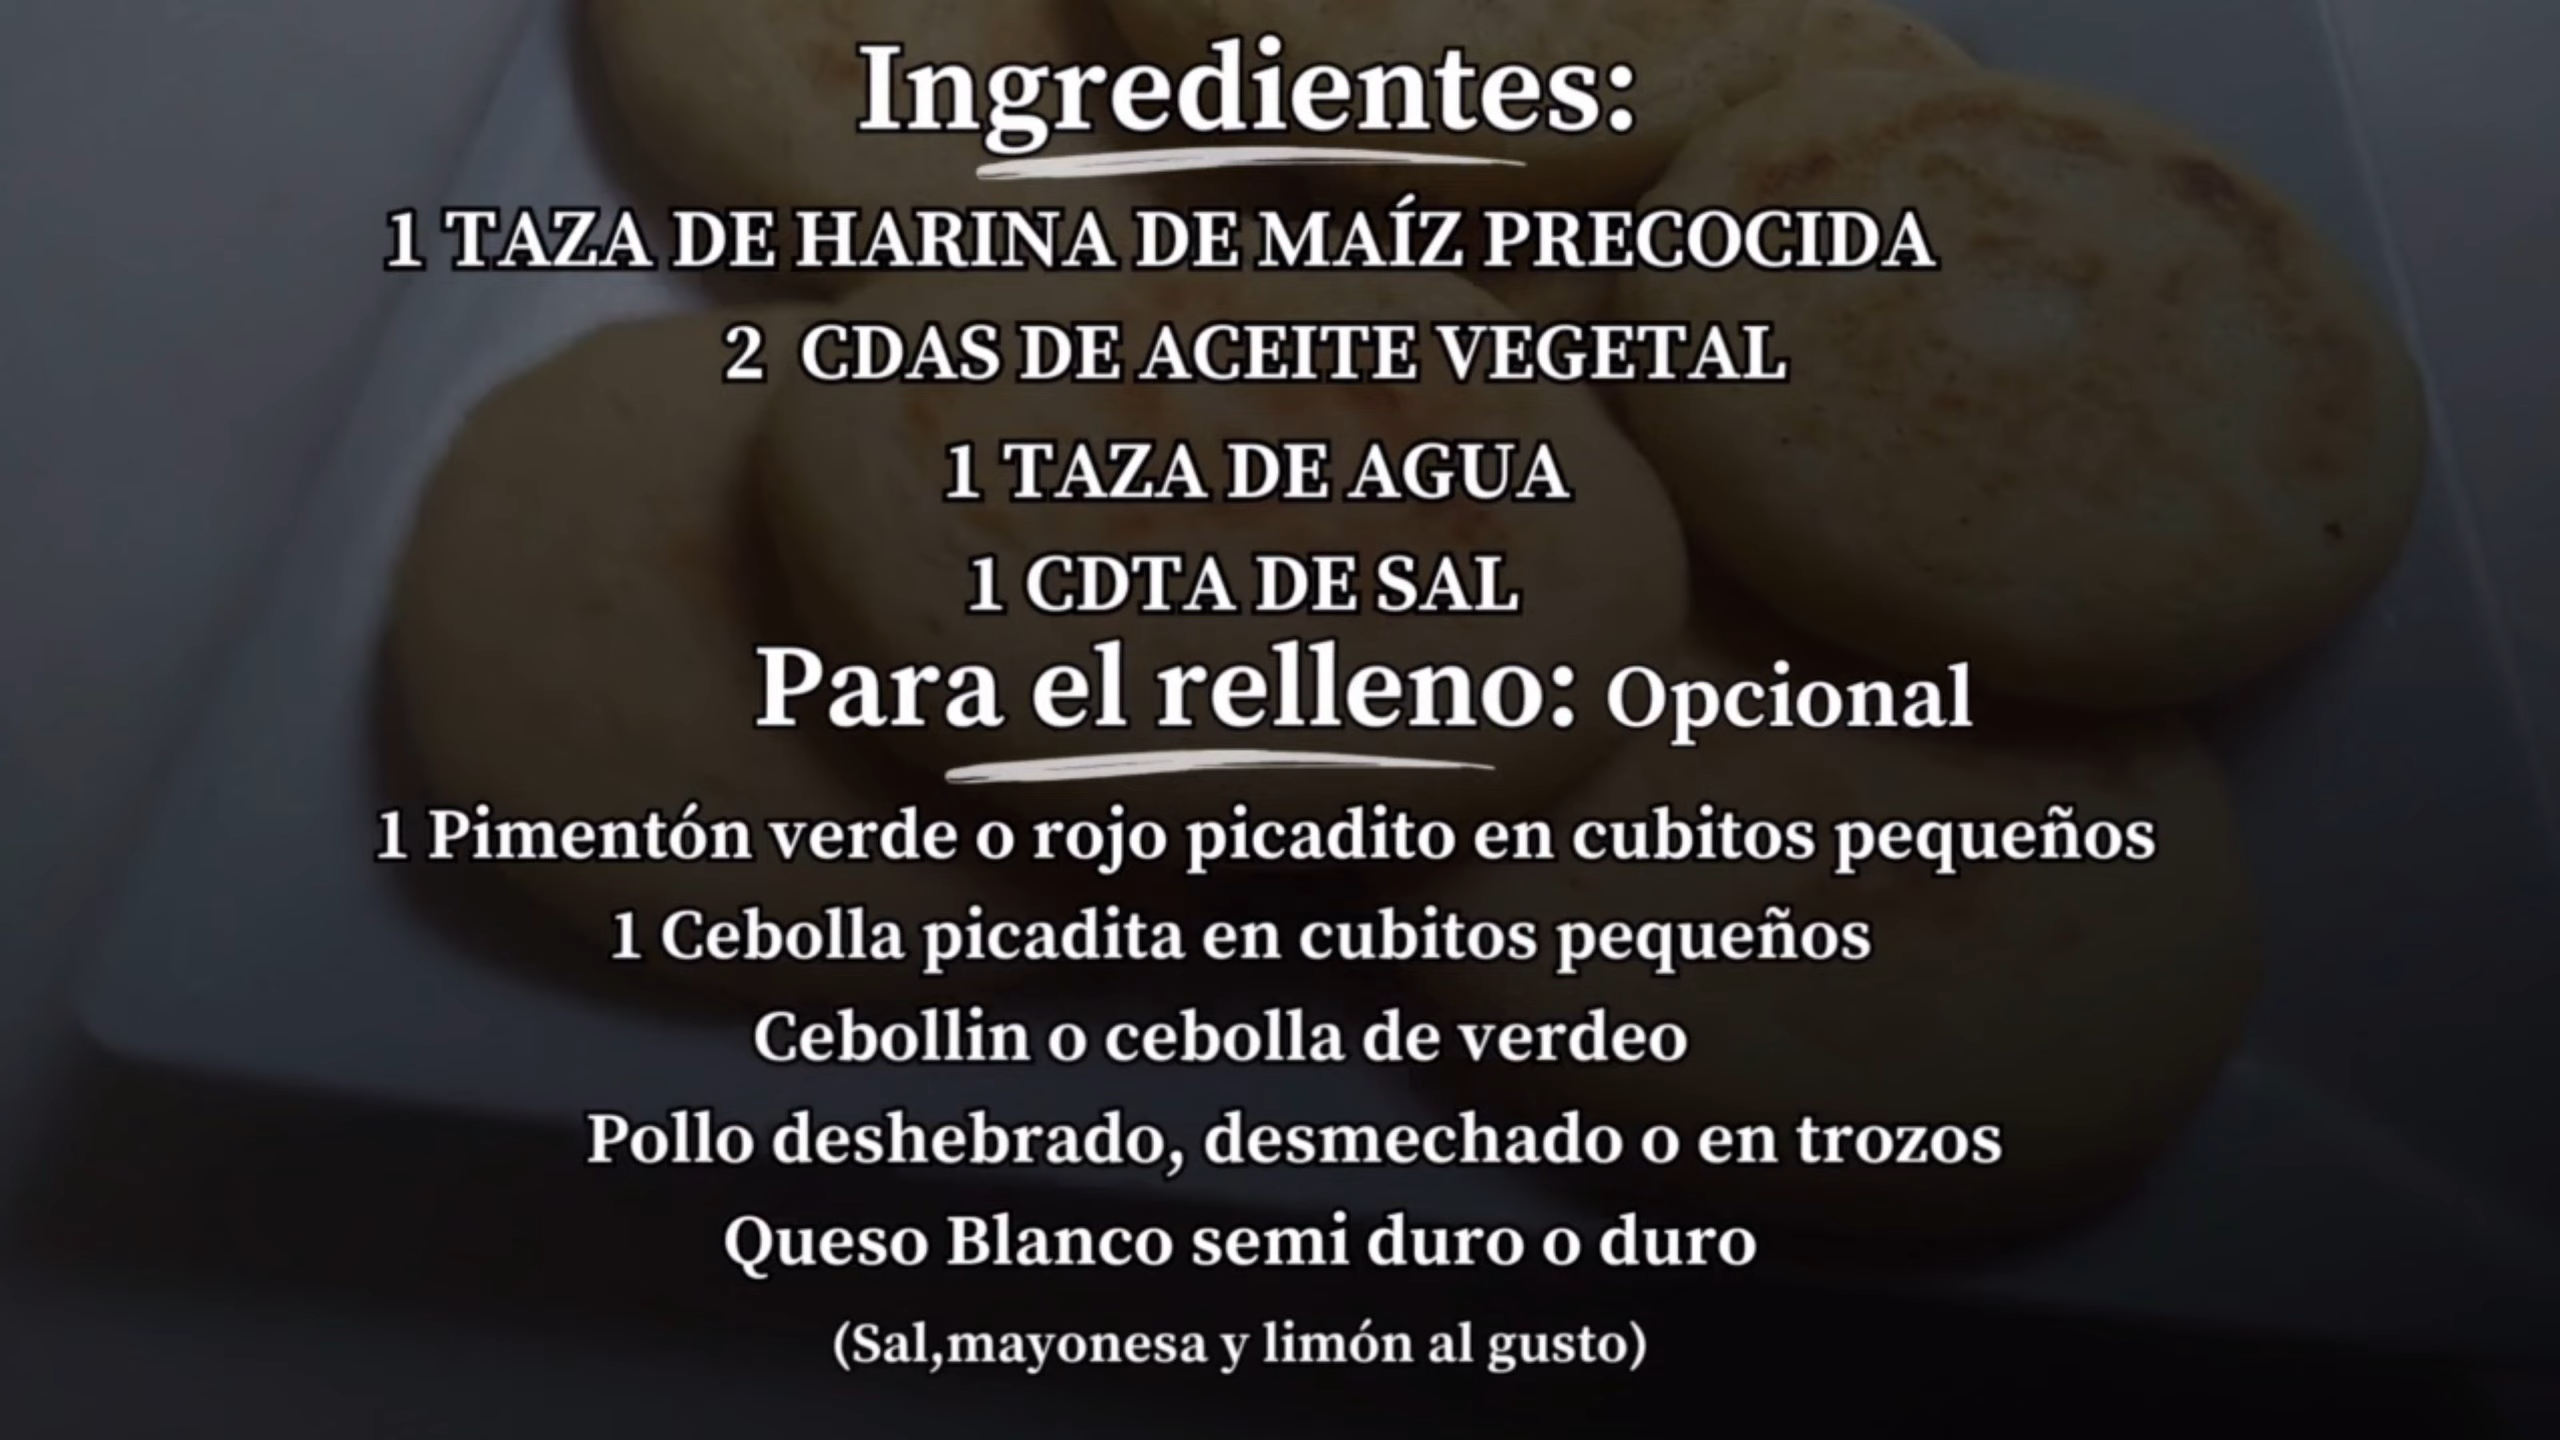 Ingredientes:
1 TAZA DE HARINA DE MAÍZ PRECOCIDA
2 CDAS DE ACEITE VEGETAL
1 TAZA DE AGUA
1 CDTA DE SAL
Para el relleno: Opcional
1 Pimentón verde o rojo picadito en cubitos pequeños
1 Cebolla picadita en cubitos pequeños
Cebollin o cebolla de verdeo
Pollo deshebrado, desmechado o en trozos
Queso Blanco semi duro o duro
(Sal,mayonesa y limón al gusto)